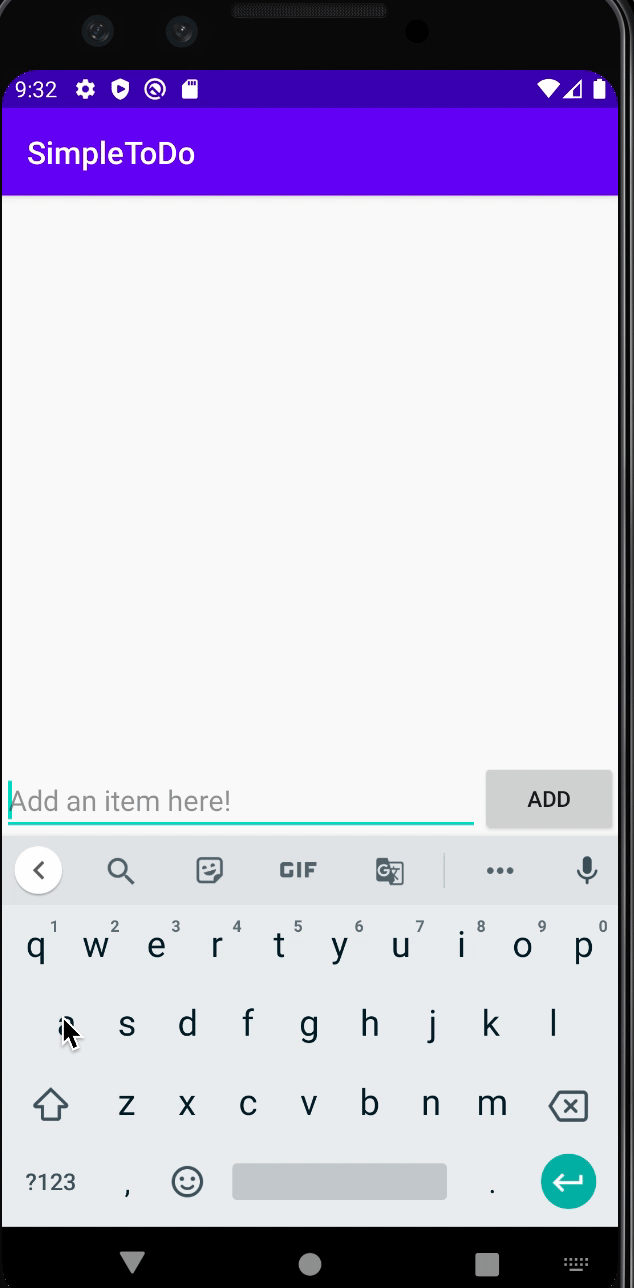 9:32
SimpleToDo
Add an item here!
ADD
GIF
G
1 2 3 4 5 6 7 8 9 0
q w e r t y u i o p
a s d f g h j k l
z x c v b n m
?123 , .